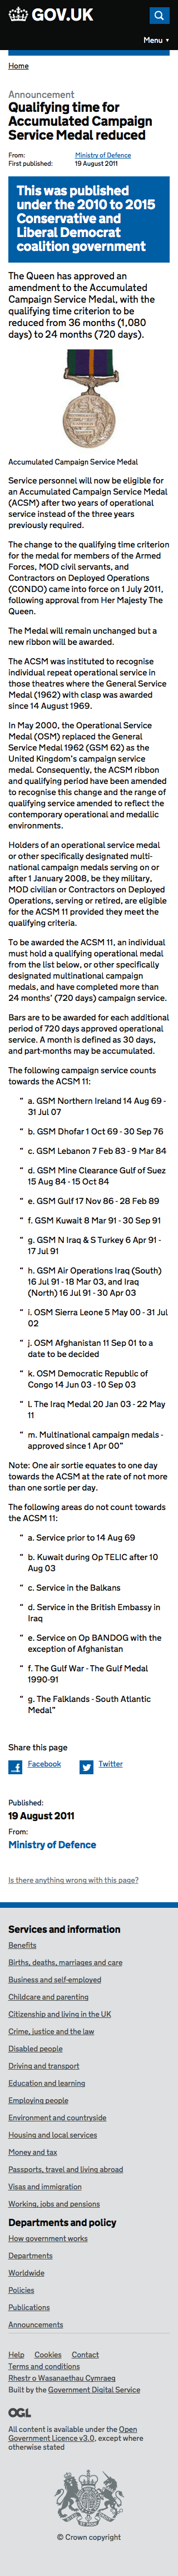 GOV.UK
Menu ▼
Home
Announcement
Qualifying time for
Accumulated Campaign
Service Medal reduced
From: Ministry of Defence
First published: 19 August 2011
This was published
under the 2010 to 2015
Conservative and
Liberal Democrat
coalition government
The Queen has approved an
amendment to the Accumulated
Campaign Service Medal, with the
qualifying time criterion to be
reduced from 36 months (1,080
days) to 24 months (720 days).
Accumulated Campaign Service Medal
Service personnel will now be eligible for
an Accumulated Campaign Service Medal
(ACSM) after two years of operational
service instead of the three years
previously required.
The change to the qualifying time criterion
for the medal for members of the Armed
Forces, MOD civil servants, and
Contractors on Deployed Operations
(CONDO) came into force on 1 July 2011,
following approval from Her Majesty The
Queen.
The Medal will remain unchanged but a
new ribbon will be awarded.
The ACSM was instituted to recognise
individual repeat operational service in
those theatres where the General Service
Medal (1962) with clasp was awarded
since 14 August 1969.
In May 2000, the Operational Service
Medal (OSM) replaced the General
Service Medal 1962 (GSM 62) as the
United Kingdom’s campaign service
medal. Consequently, the ACSM ribbon
and qualifying period have been amended
to recognise this change and the range of
qualifying service amended to reflect the
contemporary operational and medallic
environments.
Holders of an operational service medal
or other specifically designated multi-
national campaign medals serving on or
after 1 January 2008, be they military,
MOD civilian or Contractors on Deployed
Operations, serving or retired, are eligible
for the ACSM 11 provided they meet the
qualifying criteria.
To be awarded the ACSM 11, an individual
must hold a qualifying operational medal
from the list below, or other specifically
designated multinational campaign
medals, and have completed more than
24 months’ (720 days) campaign service.
Bars are to be awarded for each additional
period of 720 days approved operational
service. A month is defined as 30 days,
and part-months may be accumulated.
The following campaign service counts
towards the ACSM 11:
“ a. GSM Northern Ireland 14 Aug 69 -
31 Jul 07
“ b. GSM Dhofar 1 Oct 69 - 30 Sep 76
“ c. GSM Lebanon 7 Feb 83 - 9 Mar 84
“ d. GSM Mine Clearance Gulf of Suez
15 Aug 84 - 15 Oct 84
“ e. GSM Gulf 17 Nov 86 - 28 Feb 89
“ f. GSM Kuwait 8 Mar 91 - 30 Sep 91
“ g. GSM N Iraq & S Turkey 6 Apr 91 -
17 Jul 91
“ h. GSM Air Operations Iraq (South)
16 Jul 91 - 18 Mar 03, and Iraq
(North) 16 Jul 91 - 30 Apr 03
“ i. OSM Sierra Leone 5 May 00 - 31 Jul
02
“ j. OSM Afghanistan 11 Sep 01 to a
date to be decided
“ k. OSM Democratic Republic of
Congo 14 Jun 03 - 10 Sep 03
“ l. The Iraq Medal 20 Jan 03 - 22 May
11
“ m. Multinational campaign medals -
approved since 1 Apr 00”
Note: One air sortie equates to one day
towards the ACSM at the rate of not more
than one sortie per day.
The following areas do not count towards
the ACSM 11:
“ a. Service prior to 14 Aug 69
“ b. Kuwait during Op TELIC after 10
Aug 03
“ c. Service in the Balkans
“ d. Service in the British Embassy in
Iraq
“ e. Service on Op BANDOG with the
exception of Afghanistan
“ f. The Gulf War - The Gulf Medal
1990-91
“ g. The Falklands - South Atlantic
Medal”
Share this page
Facebook Twitter
Published:
19 August 2011
From:
Ministry of Defence
Is there anything wrong with this page?
Services and information
Benefits
Births, deaths, marriages and care
Business and self-employed
Childcare and parenting
Citizenship and living in the UK
Crime, justice and the law
Disabled people
Driving and transport
Education and learning
Employing people
Environment and countryside
Housing and local services
Money and tax
Passports, travel and living abroad
Visas and immigration
Working, jobs and pensions
Departments and policy
How government works
Departments
Worldwide
Policies
Publications
Announcements
Help Cookies Contact
Terms and conditions
Rhestr o Wasanaethau Cymraeg
Built by the Government Digital Service
OGL
All content is available under the Open
Government Licence v3.0, except where
otherwise stated
© Crown copyright